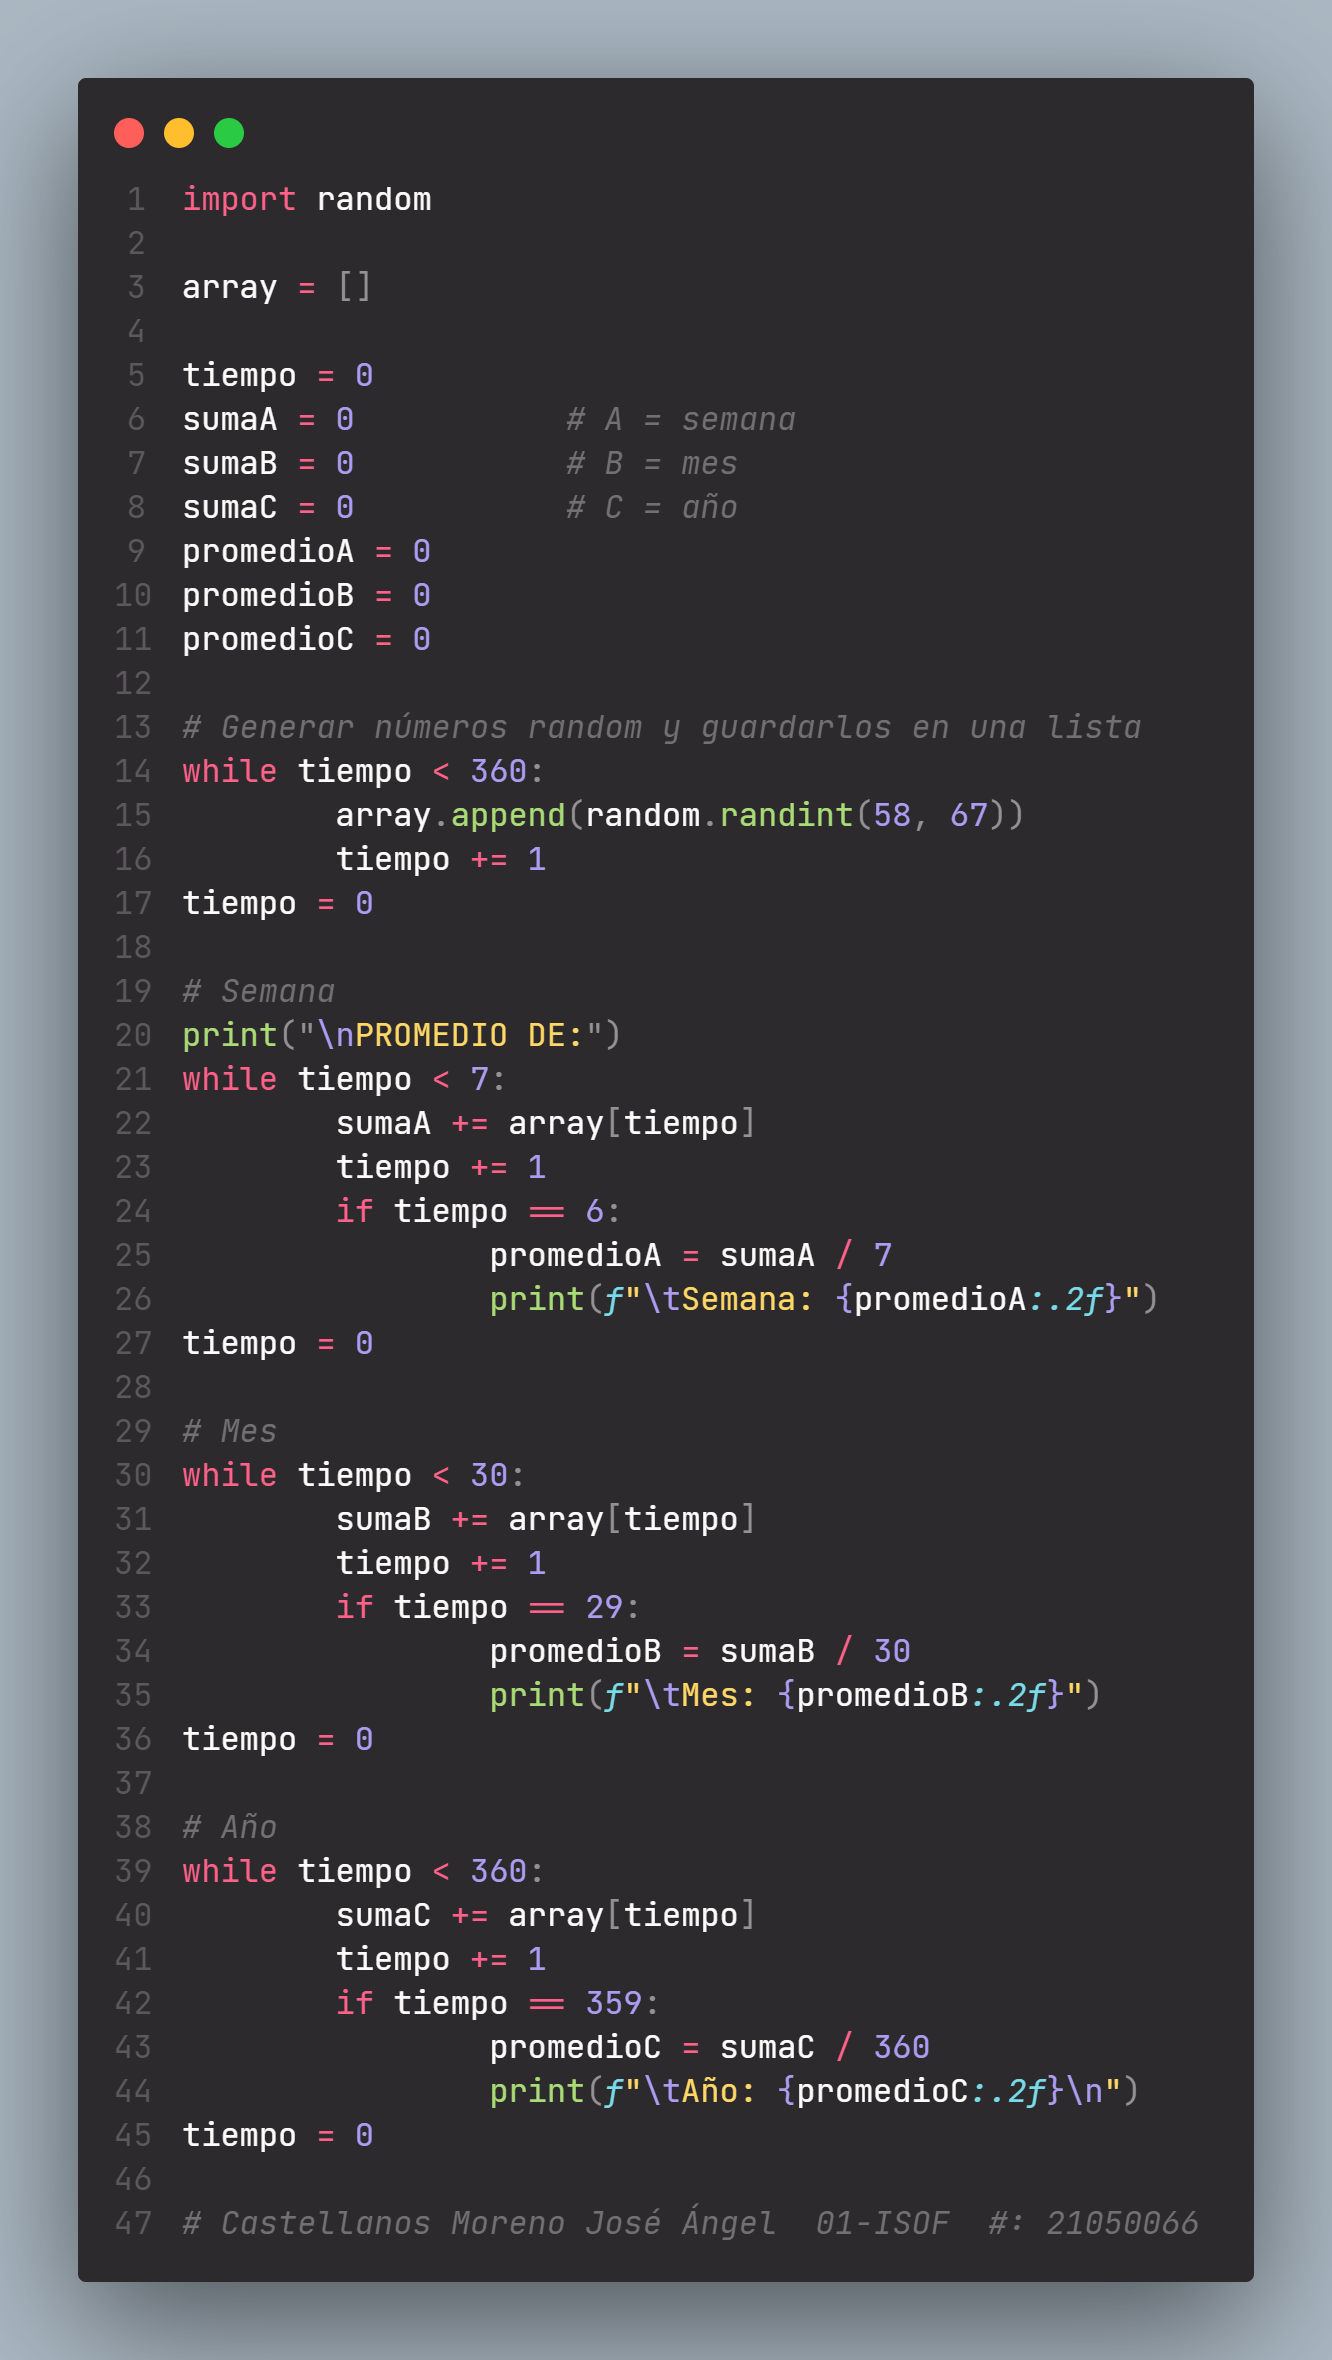 1 import random
2
3 array = []
4
5 tiempo = 0
6 sumaA = 0           # A = semana
7 sumaB = 0           # B = mes
8 sumaC = 0           # C = año
9 promedioA = 0
10 promedioB = 0
11 promedioC = 0
12
13 # Generar números random y guardarlos en una lista
14 while tiempo < 360:
15         array.append(random.randint(58, 67))
16         tiempo += 1
17 tiempo = 0
18
19 # Semana
20 print("\nPROMEDIO DE:")
21 while tiempo < 7:
22         sumaA += array[tiempo]
23         tiempo += 1
24         if tiempo == 6:
25                 promedioA = sumaA / 7
26                 print(f"\tSemana: {promedioA:.2f}")
27 tiempo = 0
28
29 # Mes
30 while tiempo < 30:
31         sumaB += array[tiempo]
32         tiempo += 1
33         if tiempo == 29:
34                 promedioB = sumaB / 30
35                 print(f"\tMes: {promedioB:.2f}")
36 tiempo = 0
37
38 # Año
39 while tiempo < 360:
40         sumaC += array[tiempo]
41         tiempo += 1
42         if tiempo == 359:
43                 promedioC = sumaC / 360
44                 print(f"\tAño: {promedioC:.2f}\n")
45 tiempo = 0
46
47 # Castellanos Moreno José Ángel  01-ISOF  #: 21050066